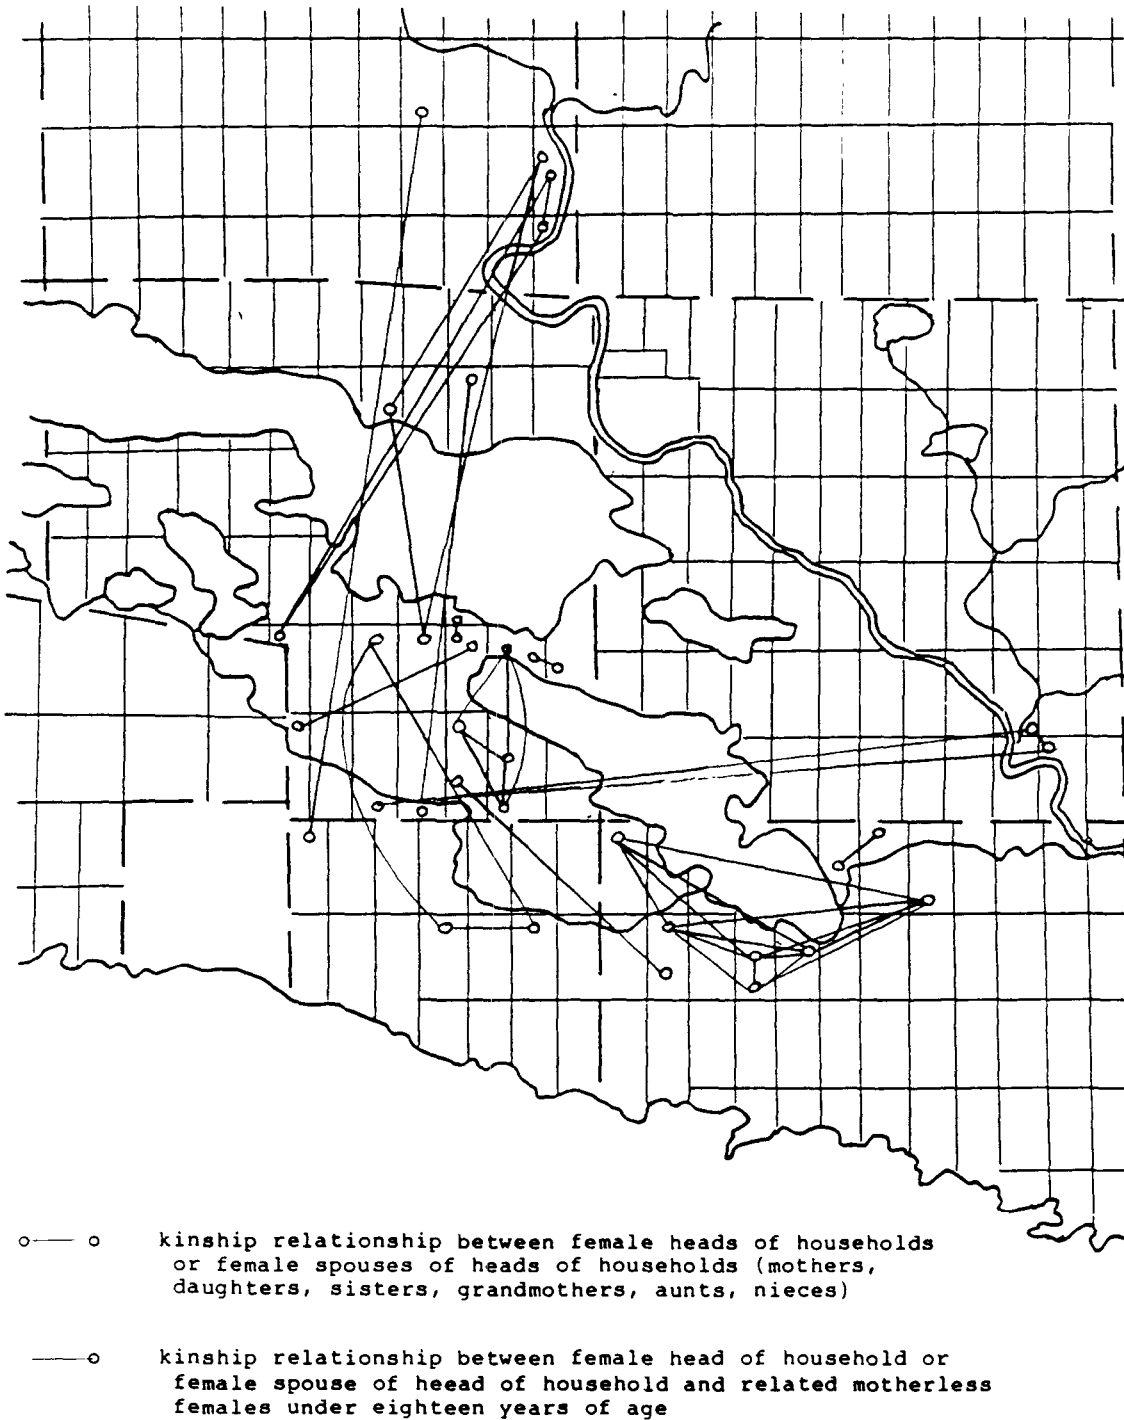 kinship relationship between female heads of households
or female spouses of heads of households (mothers,
daughters, sisters, grandmothers, aunts, nieces)
kinship relationship between female head of household or
female spouse of heead of household and related motherless
females under eighteen years of age